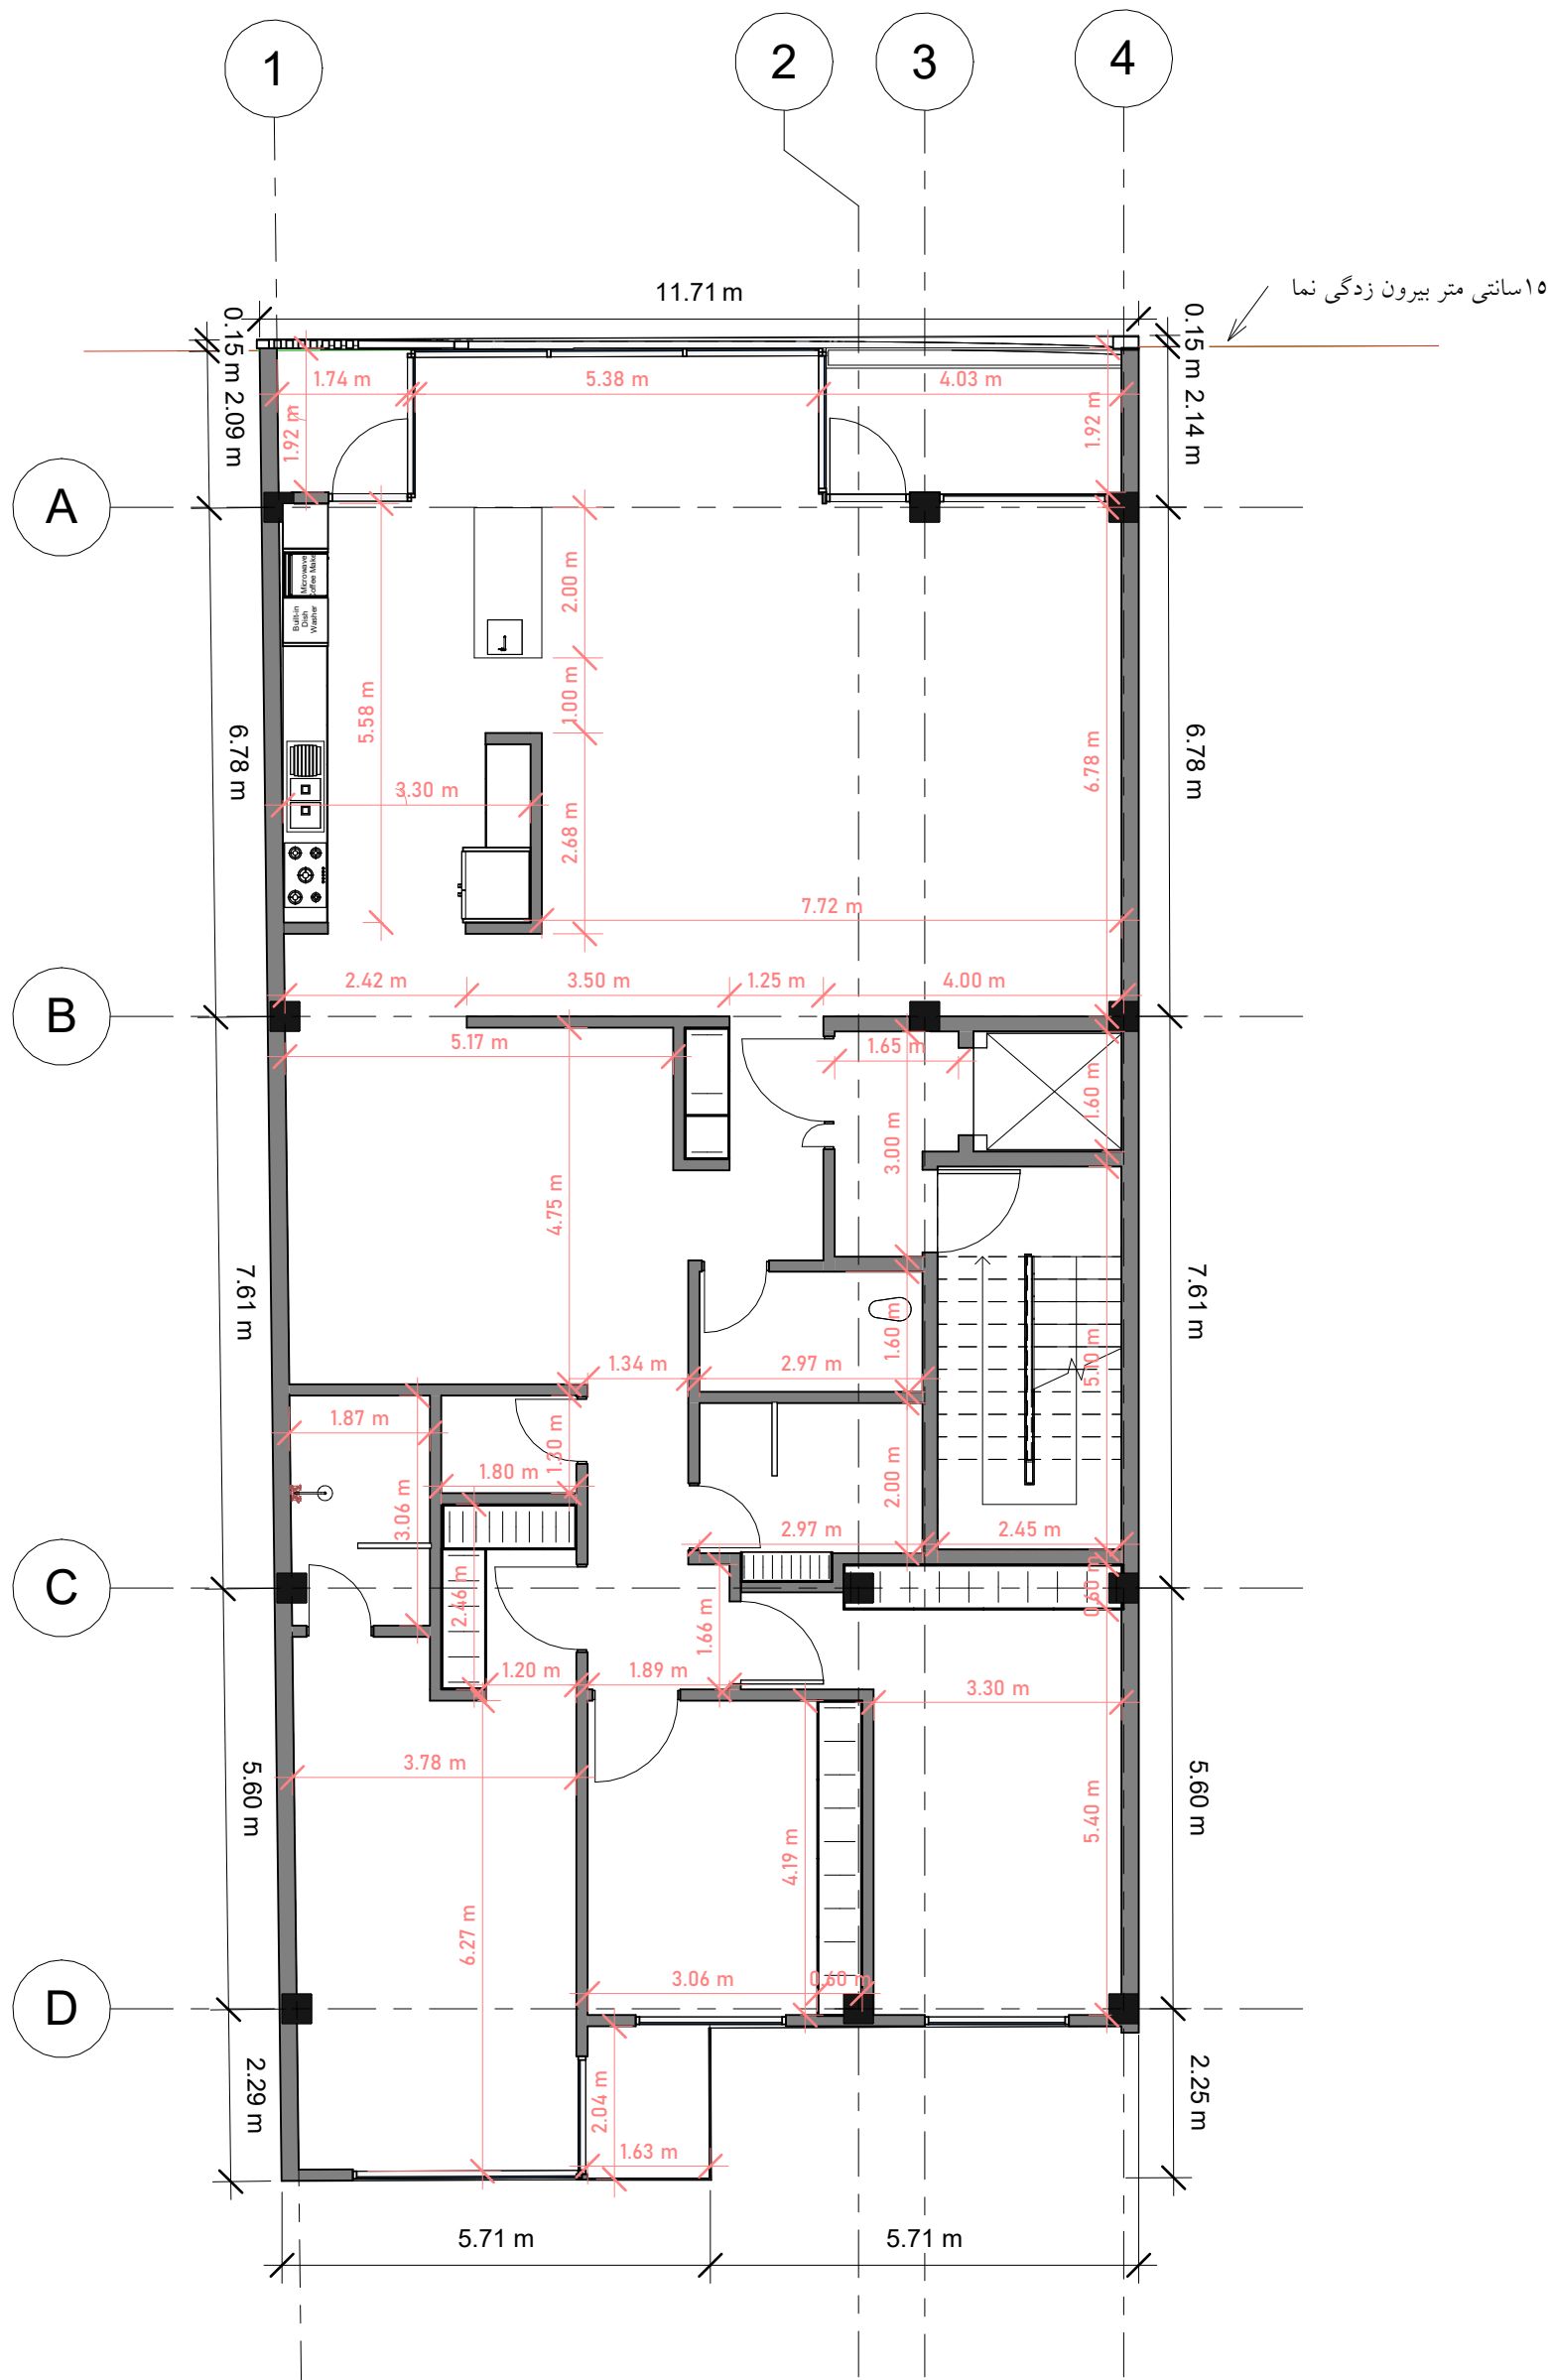 1
2
3
4
11.71 m
۱۵سانتی متر بیرون زدگی نما
0.15 m
0.15 m
1.74 m
5.38 m
4.03 m
2.09 m
1.92 m
1.92 m
2.14 m
A
Microwave
Coffee Make
Built-in
Dish
Washer
2.00 m
5.58 m
1.00 m
6.78 m
6.78 m
6.78 m
3.30 m
2.68 m
7.72 m
2.42 m
3.50 m
1.25 m
4.00 m
B
5.17 m
1.65 m
1.60 m
3.00 m
4.75 m
7.61 m
7.61 m
1.60 m
5.10 m
1.34 m
2.97 m
1.87 m
1.30 m
1.80 m
3.06 m
2.00 m
2.97 m
2.45 m
C
0.60 m
2.46 m
1.66 m
1.20 m
1.89 m
3.30 m
3.78 m
5.60 m
5.60 m
5.40 m
4.19 m
6.27 m
3.06 m
0.60 m
D
2.29 m
2.04 m
2.25 m
1.63 m
5.71 m
5.71 m